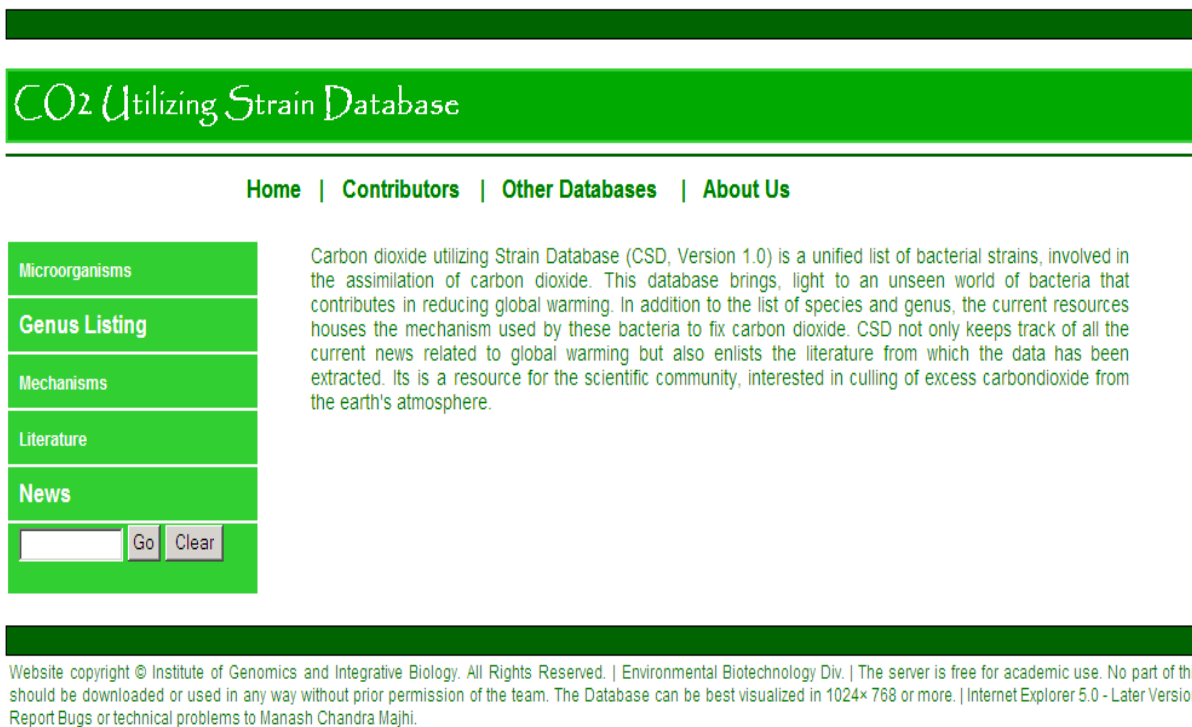 CO2 Utilizing Strain Database
Home | Contributors | Other Databases | About Us
Microorganisms
Genus Listing
Mechanisms
Literature
News
Go Clear
Carbon dioxide utilizing Strain Database (CSD, Version 1.0) is a unified list of bacterial strains, involved in
the assimilation of carbon dioxide. This database brings, light to an unseen world of bacteria that
contributes in reducing global warming. In addition to the list of species and genus, the current resources
houses the mechanism used by these bacteria to fix carbon dioxide. CSD not only keeps track of all the
current news related to global warming but also enlists the literature from which the data has been
extracted. Its is a resource for the scientific community, interested in culling of excess carbondioxide from
the earth's atmosphere.
Website copyright © Institute of Genomics and Integrative Biology. All Rights Reserved. | Environmental Biotechnology Div. | The server is free for academic use. No part of th
should be downloaded or used in any way without prior permission of the team. The Database can be best visualized in 1024× 768 or more. | Internet Explorer 5.0 - Later Versio
Report Bugs or technical problems to Manash Chandra Majhi.